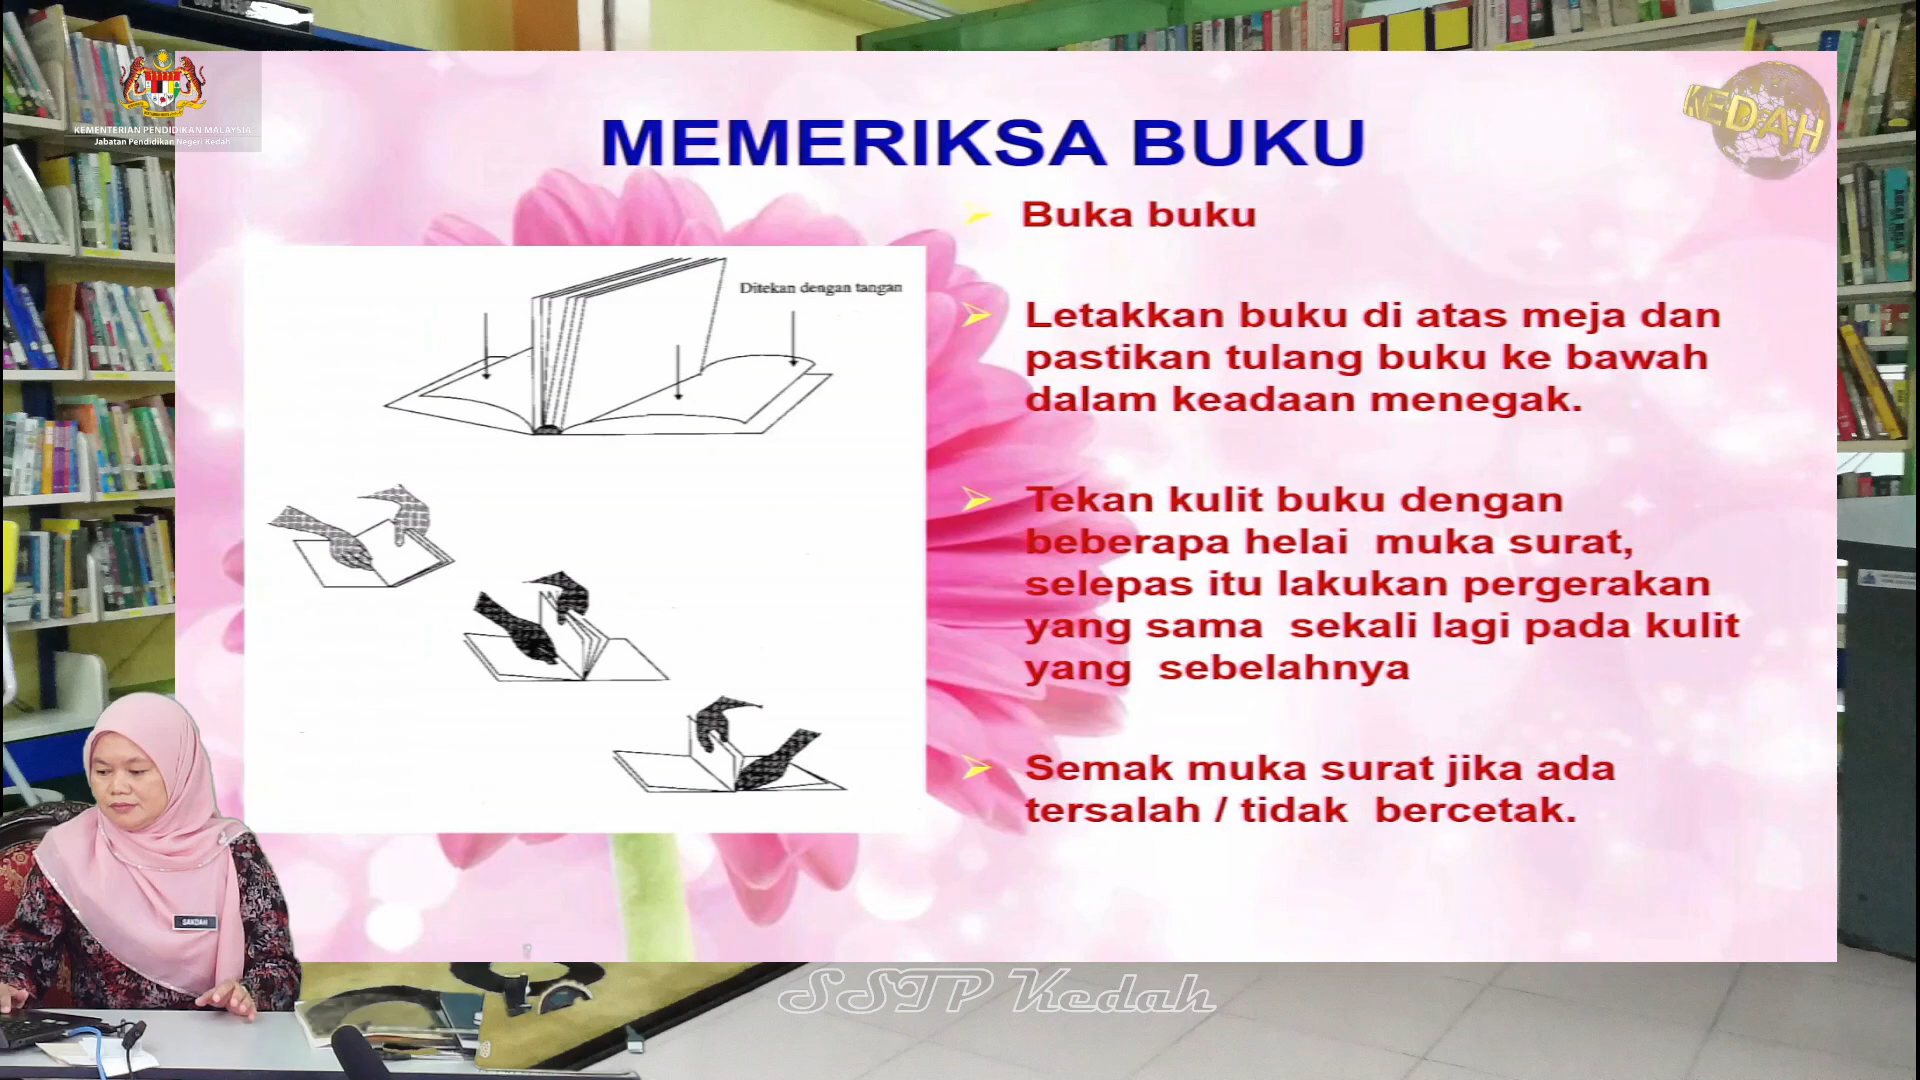 KEMENTERIAN PENDIDIKAN MALAYSIA
Jabatan Pendidikan Negeri Kedah
KEDAH
MEMERIKSA BUKU
Buka buku
Ditekan dengan tangan
Letakkan buku di atas meja dan
pastikan tulang buku ke bawah
dalam keadaan menegak.
Tekan kulit buku dengan
beberapa helai muka surat,
selepas itu lakukan pergerakan
yang sama sekali lagi pada kulit
yang sebelahnya
Semak muka surat jika ada
tersalah / tidak bercetak.
SSTP Kedah